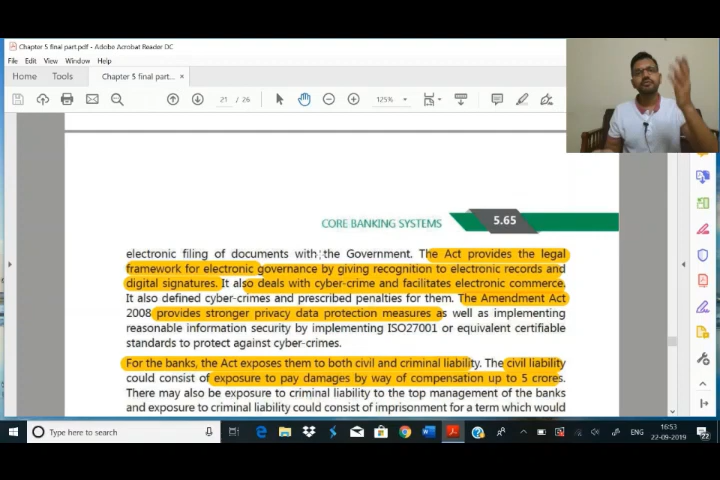 Chapter 5 final part.pdf - Adobe Acrobat Reader DC
File Edit View Window Help
Home Tools Chapter 5 final part.... ×
21 / 26 125%
CORE BANKING SYSTEMS 5.65
electronic filing of documents with the Government. The Act provides the legal
framework for electronic governance by giving recognition to electronic records and
digital signatures. It also deals with cyber-crime and facilitates electronic commerce.
It also defined cyber-crimes and prescribed penalties for them. The Amendment Act
2008 provides stronger privacy data protection measures as well as implementing
reasonable information security by implementing ISO27001 or equivalent certifiable
standards to protect against cyber-crimes.
For the banks, the Act exposes them to both civil and criminal liability. The civil liability
could consist of exposure to pay damages by way of compensation up to 5 crores.
There may also be exposure to criminal liability to the top management of the banks
and exposure to criminal liability could consist of imprisonment for a term which would
Type here to search
ENG
16:53
22-09-2019
22